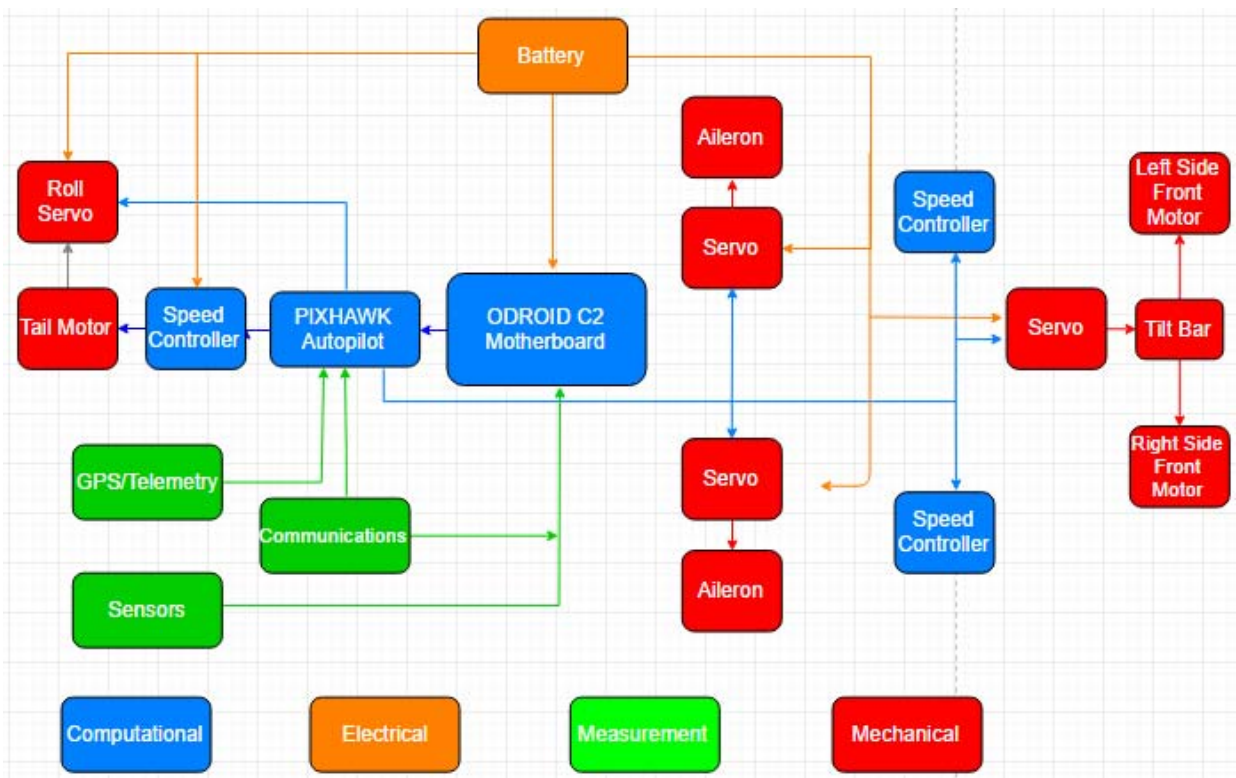 Battery
Aileron
Left Side
Front
Motor
Roll
Servo
Speed
Controller
Servo
Tail Motor
Speed
Controller
PIXHAWK
Autopilot
ODROID C2
Motherboard
Servo
Tilt Bar
GPS/Telemetry
Servo
Right Side
Front
Motor
Communications
Speed
Controller
Sensors
Aileron
Computational
Electrical
Measurement
Mechanical